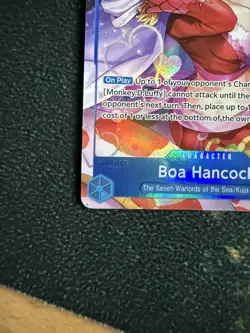 On Play Up to 1 of your opponent's Char
[Monkey.D.Luffy] cannot attack until the
opponent's next turn. Then, place up to 1
cost of 1 or less at the bottom of the own
CHARACTER
Boa Hancock
The Seven Warlords of the Sea/Kuja